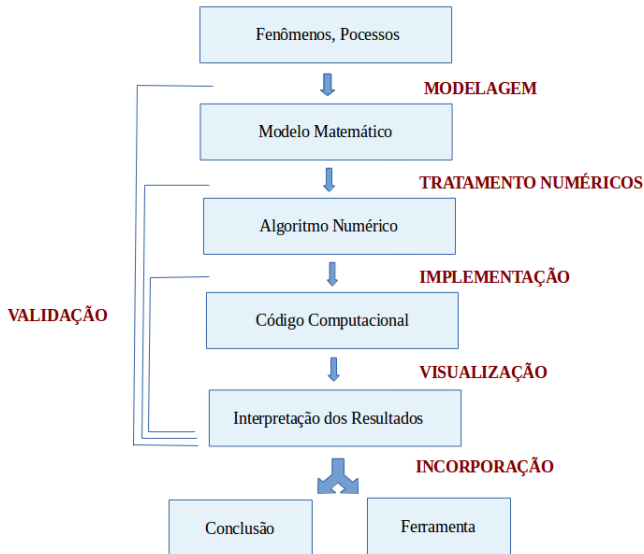 Fenômenos, Pocessos
MODELAGEM
Modelo Matemático
TRATAMENTO NUMÉRICOS
Algoritmo Numérico
IMPLEMENTAÇÃO
VALIDAÇÃO
Código Computacional
VISUALIZAÇÃO
Interpretação dos Resultados
INCORPORAÇÃO
Conclusão
Ferramenta